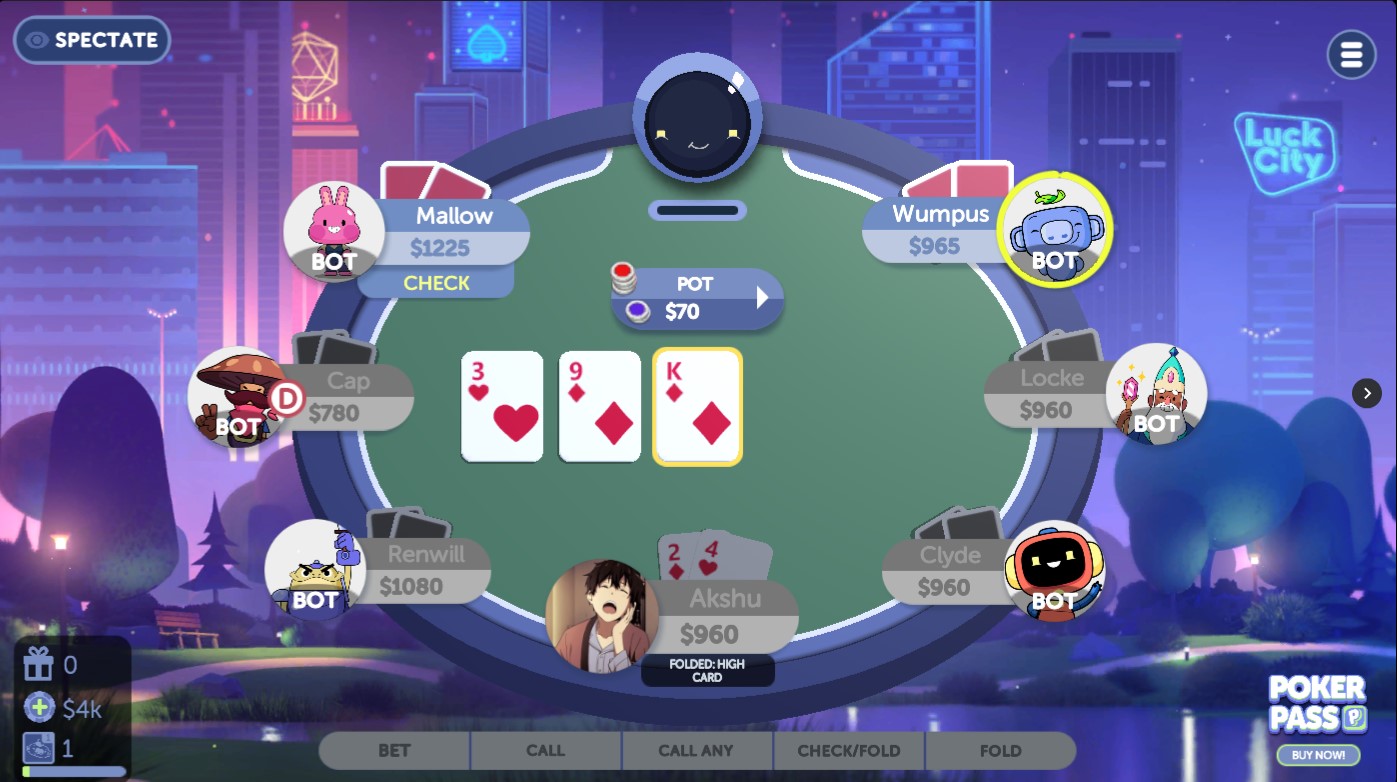 SPECTATE
Luck
City
Mallow
$1225
BOT
CHECK
Wumpus
$965
BOT
POT
$70
3
9
K
Cap
$780
D
BOT
Locke
$960
BOT
Renwill
$1080
BOT
2 4
Akshu
$960
FOLDED: HIGH
CARD
Clyde
$960
BOT
0
$4k
1
POKER
PASS P
BUY NOW!
BET CALL CALL ANY CHECK/FOLD FOLD